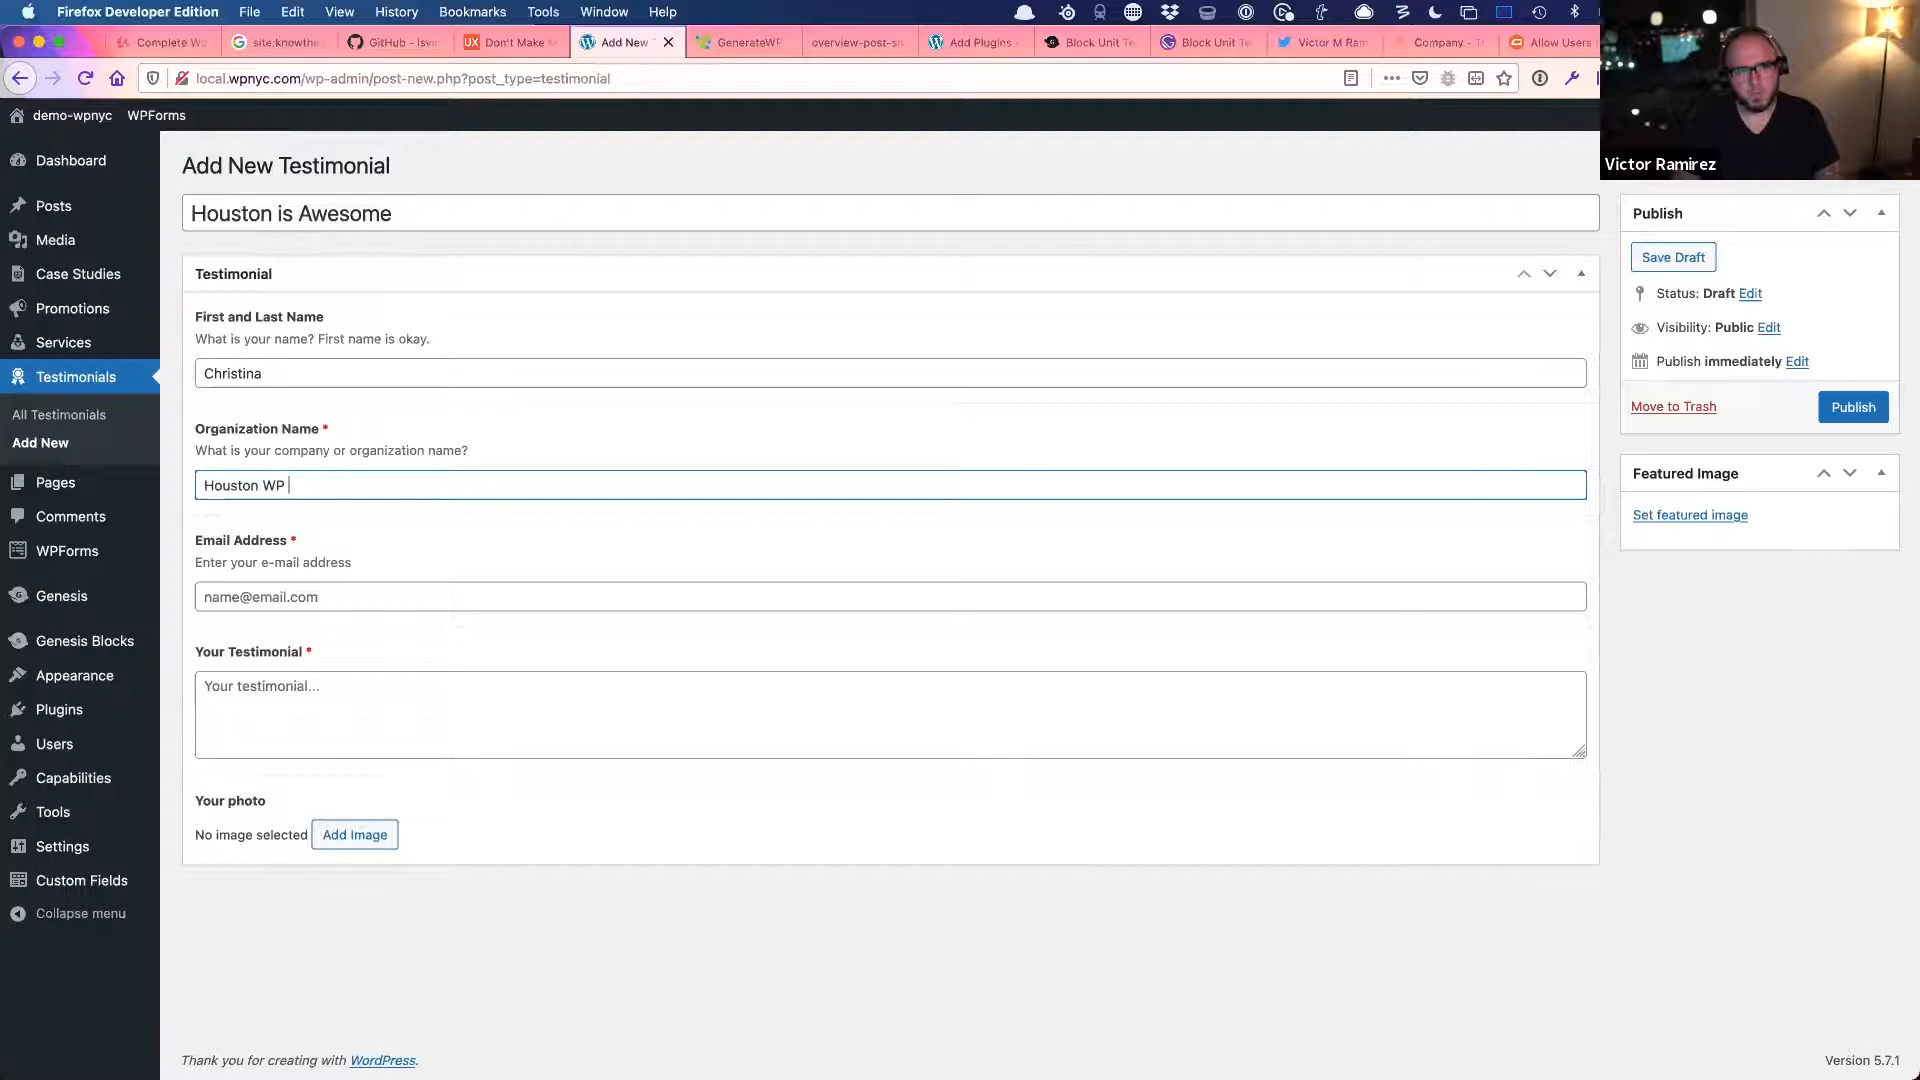 Firefox Developer Edition File Edit View History Bookmarks Tools Window Help
Complete Wo
site:knowthe
GitHub - lsvi
Don't Make
Add New
GenerateWP
overview-post-sn
Add Plugins
Block Unit Te
Block Unit Te
Victor M Ram
Company - T
Allow Users
local.wpnyc.com/wp-admin/post-new.php?post_type=testimonial
demo-wpnyc WPForms
Victor Ramirez
Dashboard
Posts
Media
Case Studies
Promotions
Services
Testimonials
All Testimonials
Add New
Pages
Comments
WPForms
Genesis
Genesis Blocks
Appearance
Plugins
Users
Capabilities
Tools
Settings
Custom Fields
Collapse menu
Add New Testimonial
Houston is Awesome
Testimonial
First and Last Name
What is your name? First name is okay.
Christina
Organization Name *
What is your company or organization name?
Houston WP
Email Address *
Enter your e-mail address
name@email.com
Your Testimonial *
Your testimonial...
Your photo
No image selected Add Image
Publish
Save Draft
Status: Draft Edit
Visibility: Public Edit
Publish immediately Edit
Move to Trash Publish
Featured Image
Set featured image
Thank you for creating with WordPress.
Version 5.7.1